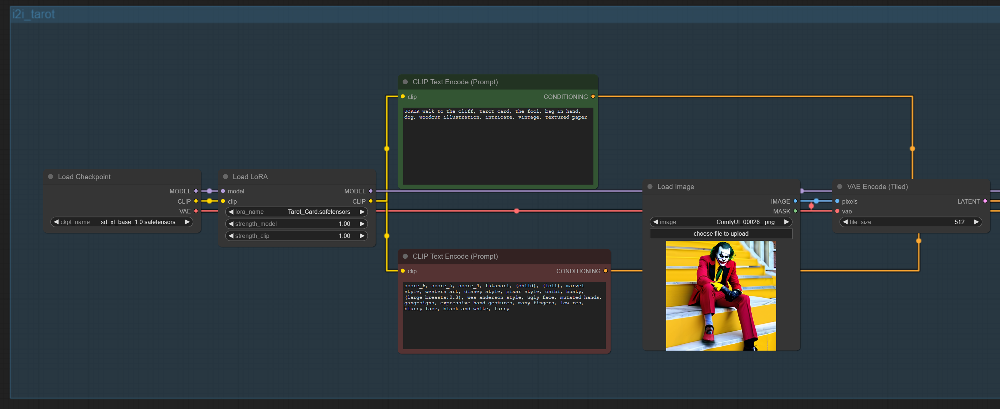 i2i_tarot
CLIP Text Encode (Prompt)
clip
CONDITIONING
JOKER walk to the cliff, tarot card, the fool, bag in hand,
dog, woodcut illustration, intricate, vintage, textured paper
Load Checkpoint
MODEL
CLIP
VAE
ckpt_name sd_xl_base_1.0.safetensors
Load LoRA
model MODEL
clip CLIP
lora_name Tarot_Card.safetensors
strength_model 1.00
strength_clip 1.00
CLIP Text Encode (Prompt)
clip
CONDITIONING
score_6, score_5, score_4, futanari, (child), (loli), marvel
style, western art, disney style, pixar style, chibi, busty,
(large breasts:0.3), wes anderson style, ugly face, mutated hands,
gang-signs, expressive hand gestures, many fingers, low res,
blurry face, black and white, furry
Load Image
IMAGE
MASK
image ComfyUI_00028_.png
choose file to upload
VAE Encode (Tiled)
pixels LATENT
vae
tile_size 512